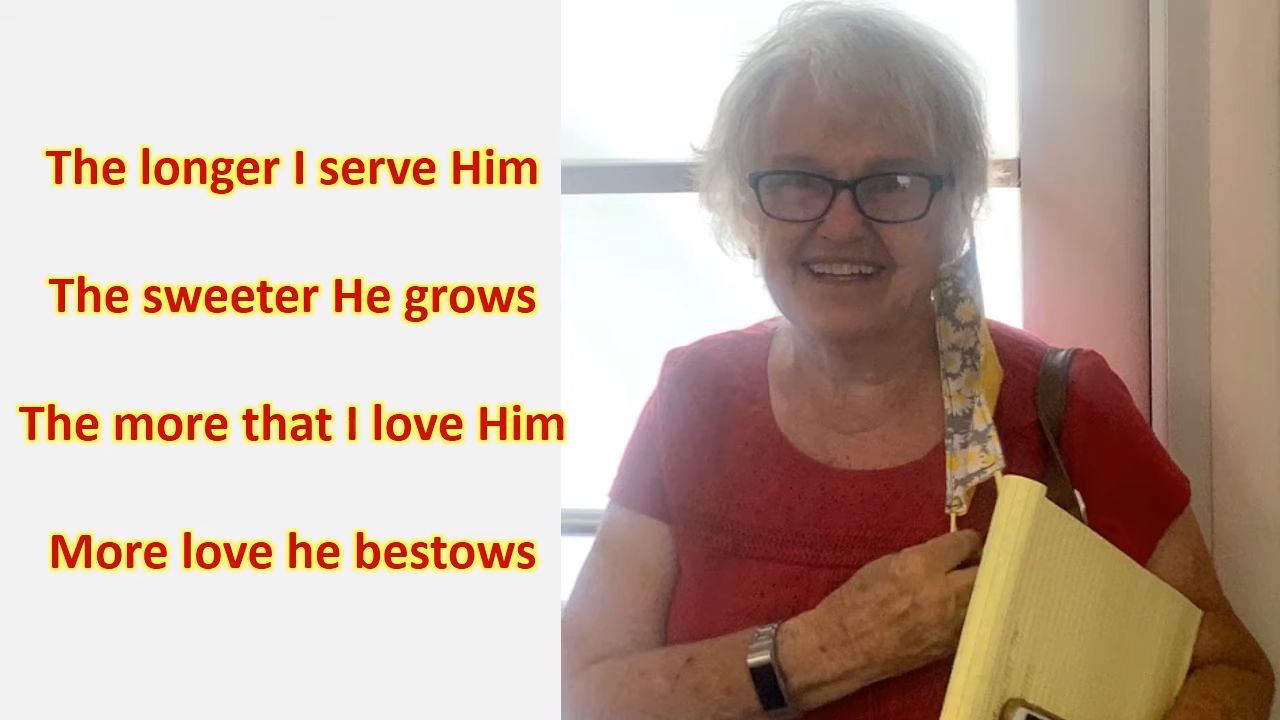 The longer I serve Him
The sweeter He grows
The more that I love Him
More love he bestows